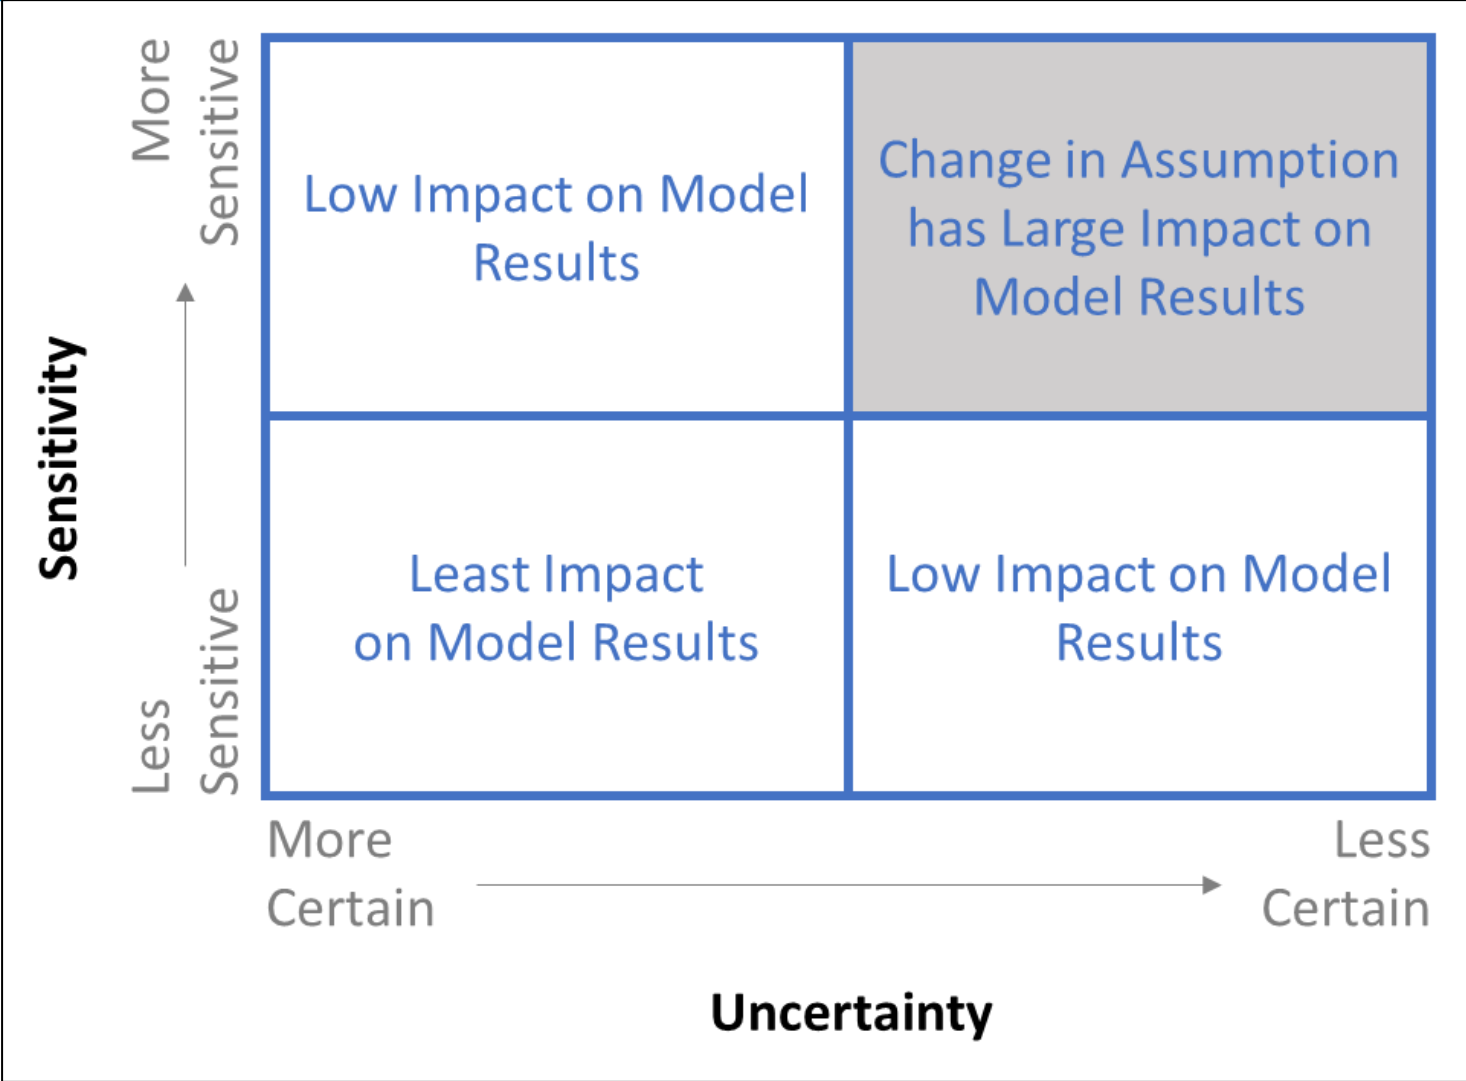 More
Sensitive
Low Impact on Model
Results
Change in Assumption
has Large Impact on
Model Results
Sensitivity
Less
Sensitive
Least Impact
on Model Results
Low Impact on Model
Results
More
Certain
Less
Certain
Uncertainty